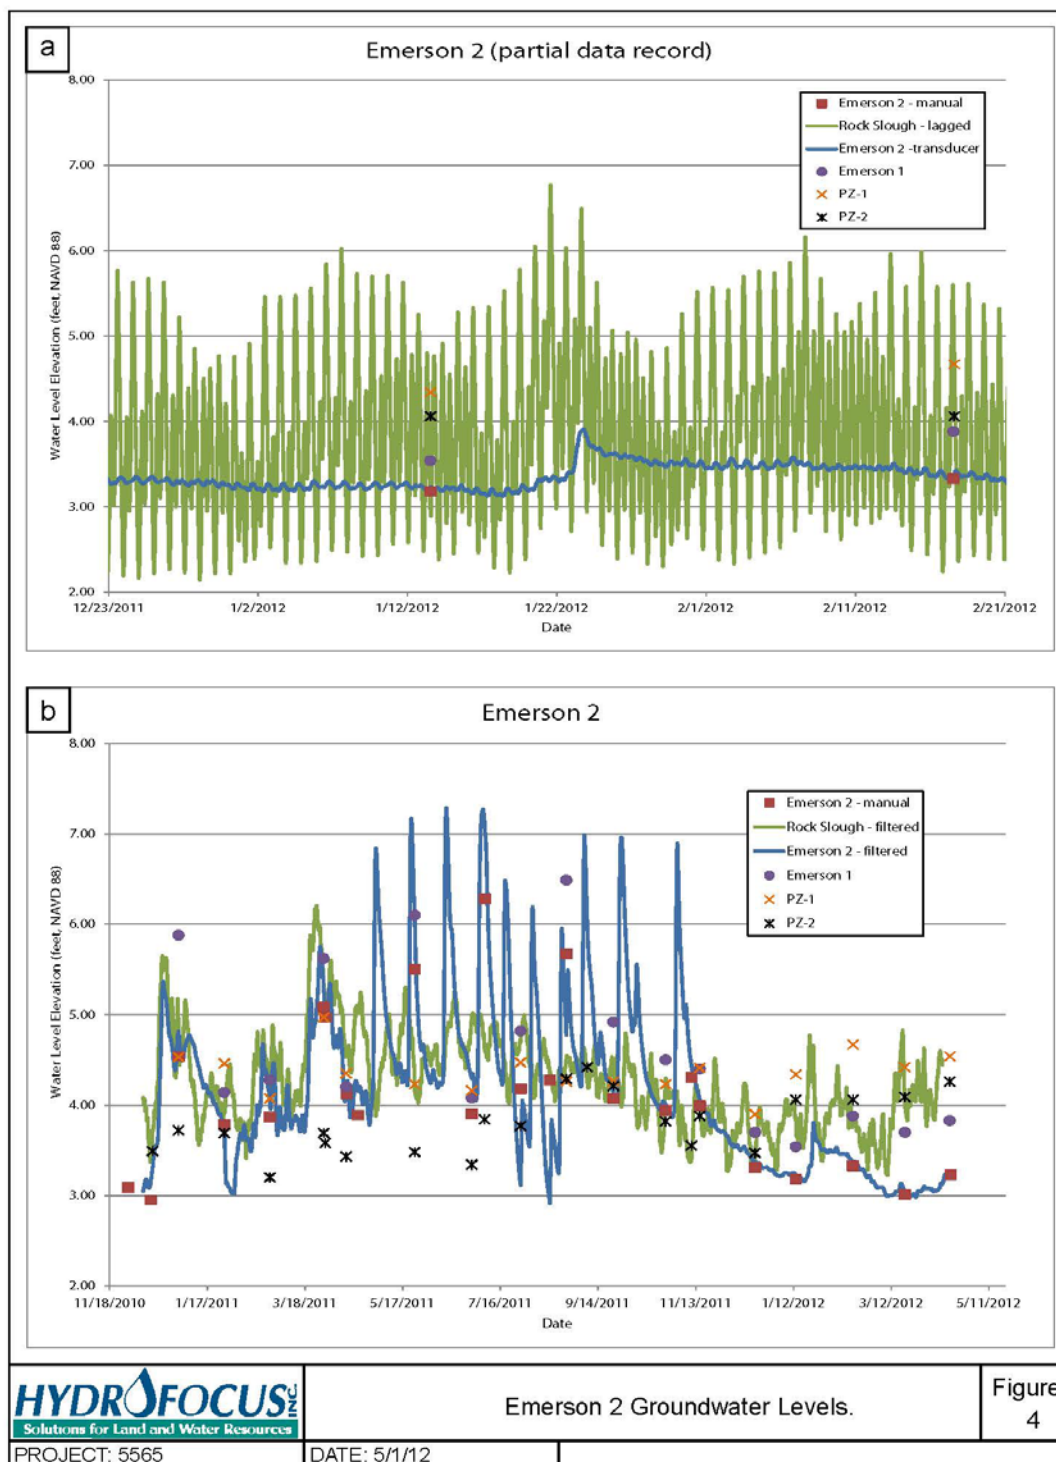 a
Emerson 2 (partial data record)
8.00
7.00
6.00
5.00
4.00
3.00
2.00
Water Level Elevation (feet, NAVD 88)
Emerson 2 - manual
Rock Slough - lagged
Emerson 2 -transducer
Emerson 1
PZ-1
PZ-2
12/23/2011 1/2/2012 1/12/2012 1/22/2012 2/1/2012 2/11/2012 2/21/2012
Date
b
Emerson 2
8.00
7.00
6.00
5.00
4.00
3.00
2.00
Water Level Elevation (feet, NAVD 88)
Emerson 2 - manual
Rock Slough - filtered
Emerson 2 - filtered
Emerson 1
PZ-1
PZ-2
11/18/2010 1/17/2011 3/18/2011 5/17/2011 7/16/2011 9/14/2011 11/13/2011 1/12/2012 3/12/2012 5/11/2012
Date
HYDROFOCUS INC.
Solutions for Land and Water Resources
Emerson 2 Groundwater Levels.
Figure
4
PROJECT: 5565
DATE: 5/1/12